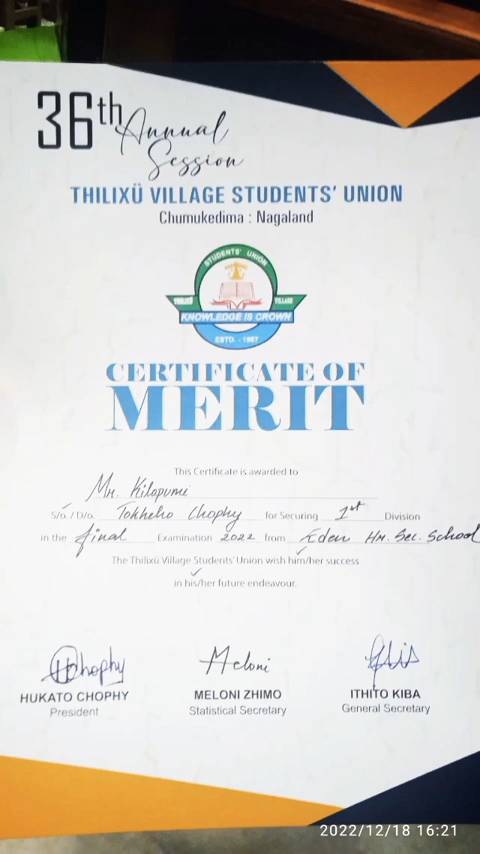 36th Annual
Session
THILIXÜ VILLAGE STUDENTS' UNION
Chumukedima : Nagaland
STUDENTS' UNION
THILIXÜ VILLAGE
KNOWLEDGE IS CROWN
ESTD. - 1987
CERTIFICATE OF
MERIT
This Certificate is awarded to
Mr. Kilopumi
S/o. / D/o. Tokheho Chophy for Securing 1st Division
in the final Examination 2022 from Eden Hr. Sec. School
The Thilixü Village Students' Union wish him/her success
in his/her future endeavour.
Hchophy Meloni
HUKATO CHOPHY MELONI ZHIMO ITHITO KIBA
President Statistical Secretary General Secretary
2022/12/18 16:21